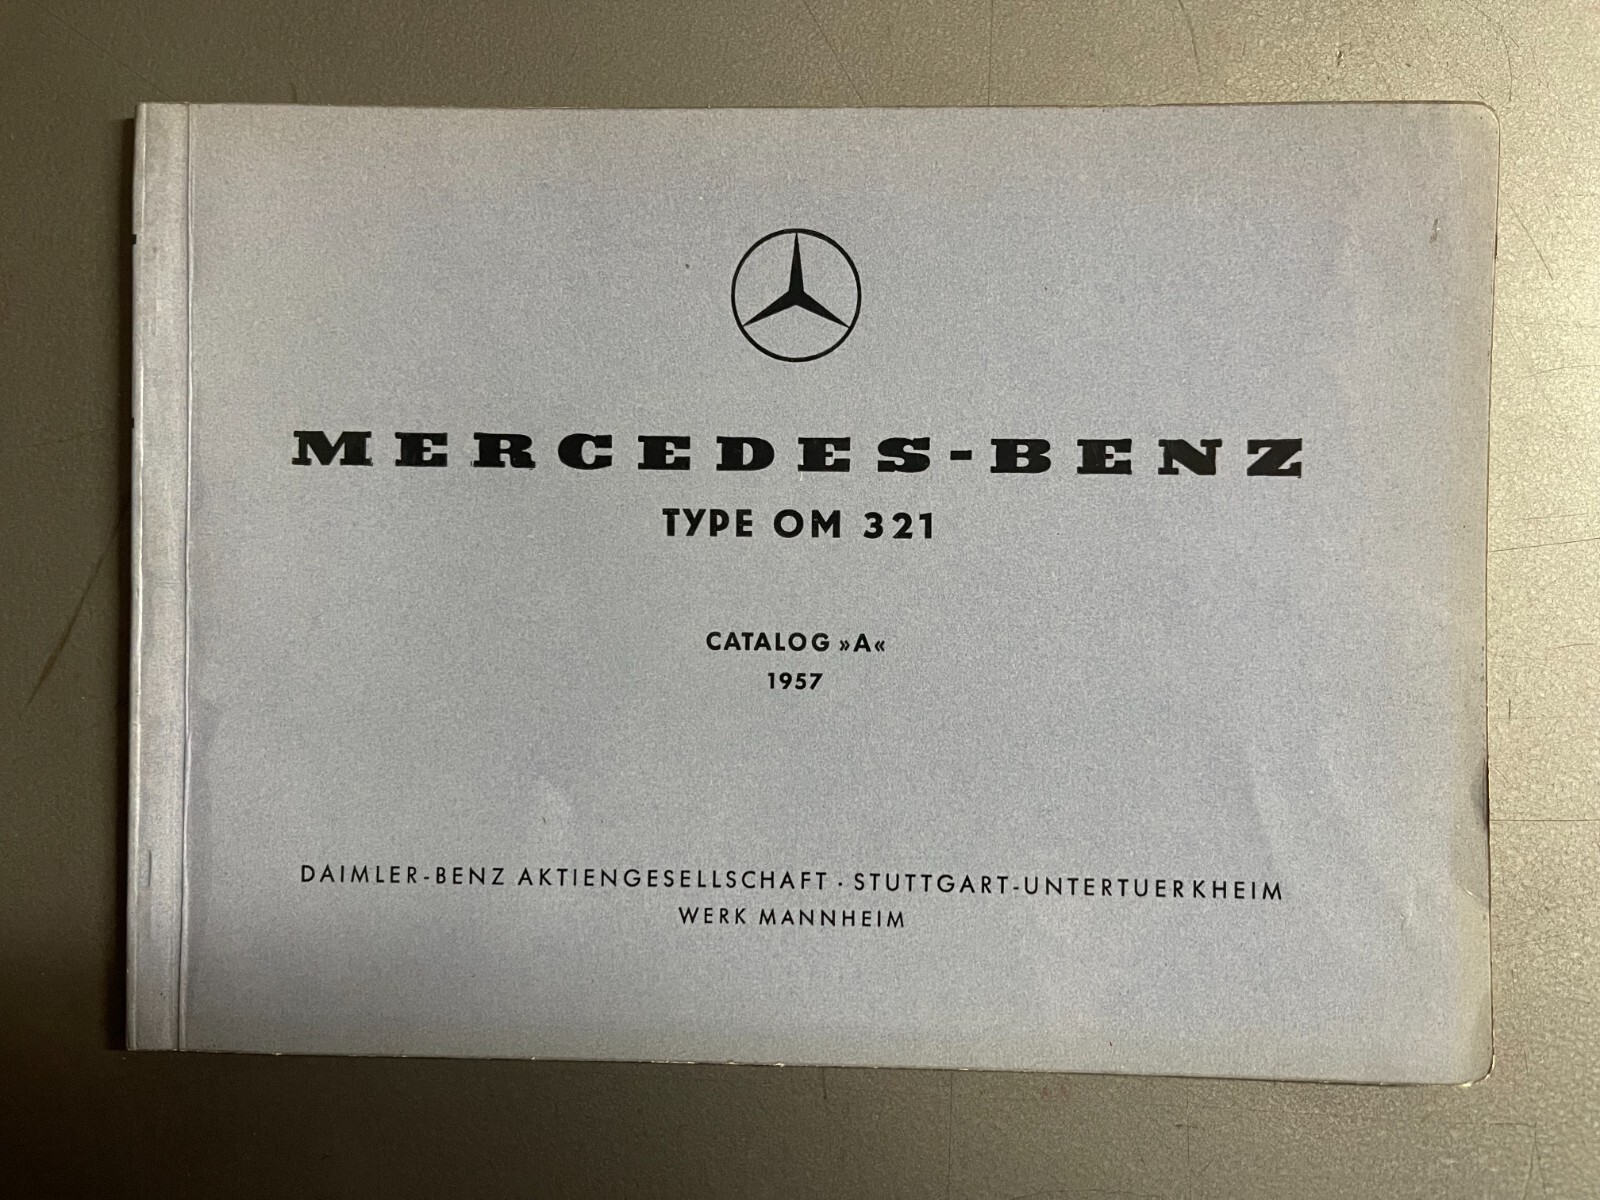 MERCEDES-BENZ
TYPE OM 321
CATALOG »A«
1957
DAIMLER-BENZ AKTIENGESELLSCHAFT · STUTTGART-UNTERTUERKHEIM
WERK MANNHEIM